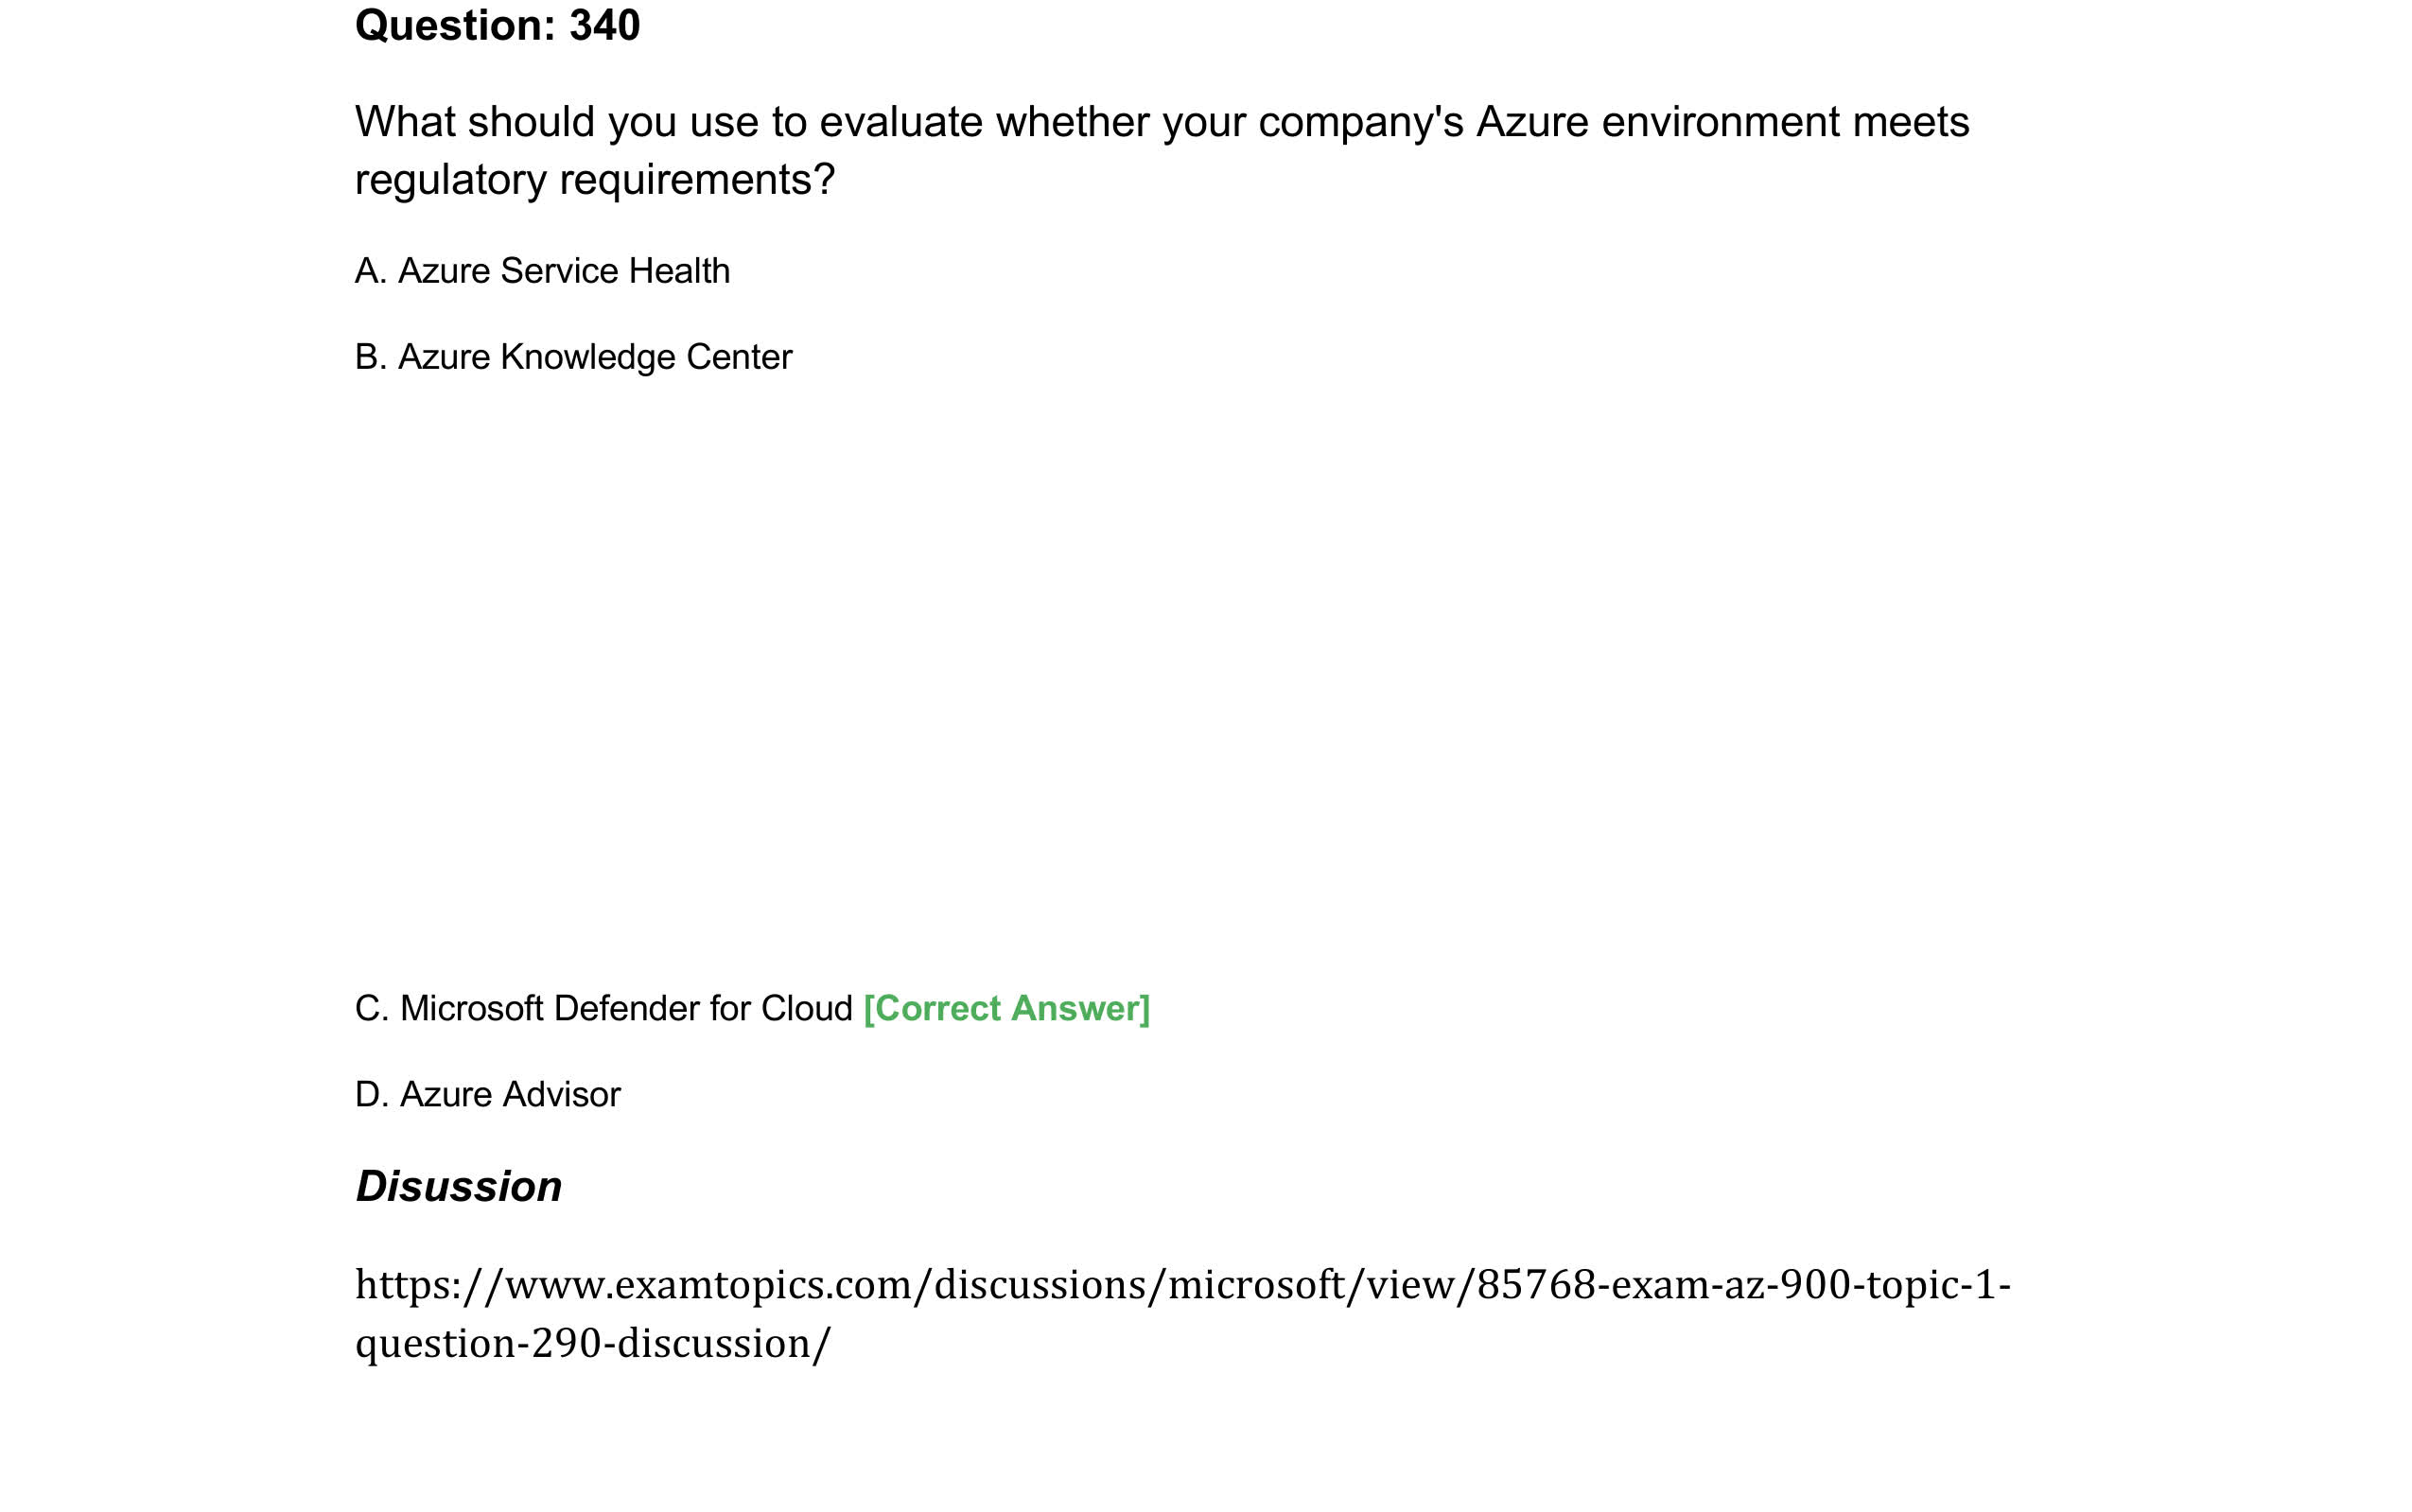 Question: 340
What should you use to evaluate whether your company's Azure environment meets
regulatory requirements?
A. Azure Service Health
B. Azure Knowledge Center
C. Microsoft Defender for Cloud [Correct Answer]
D. Azure Advisor
Disussion
https://www.examtopics.com/discussions/microsoft/view/85768-exam-az-900-topic-1-
question-290-discussion/